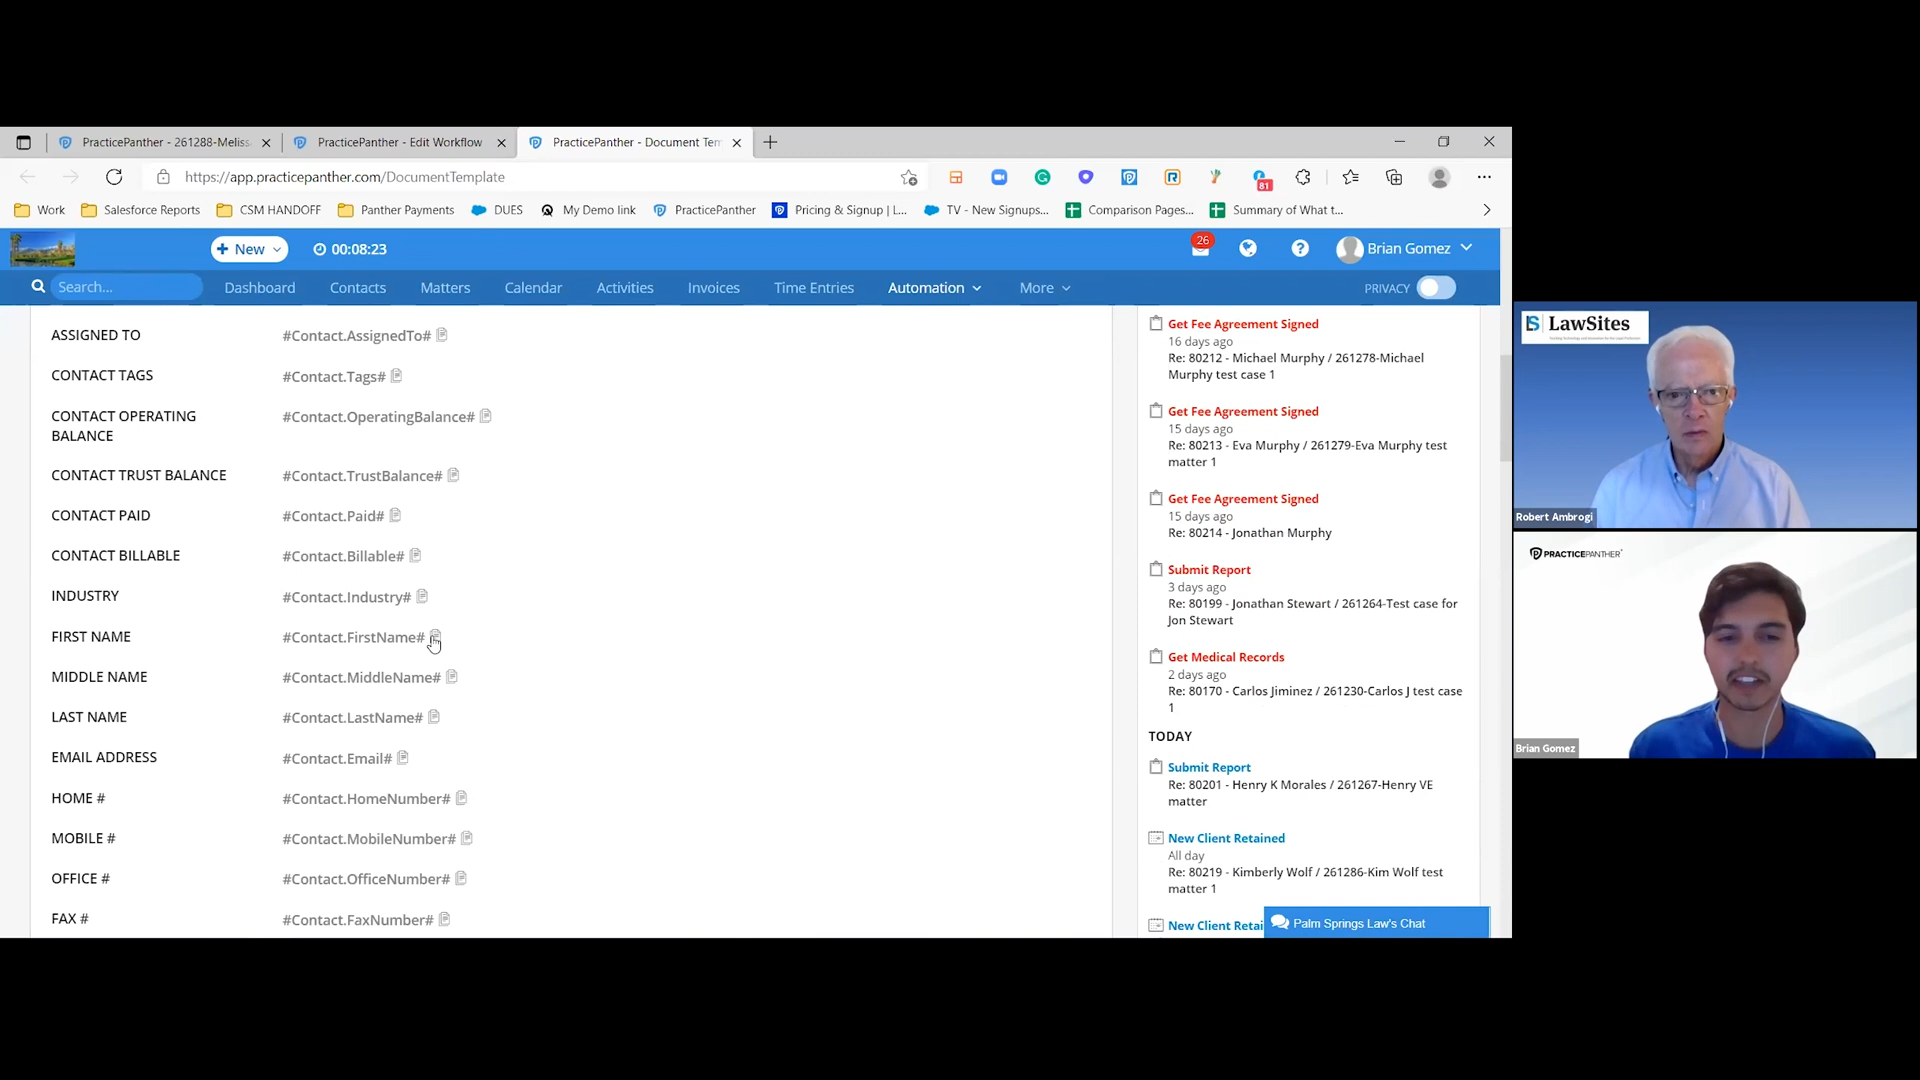 PracticePanther - 261288-Meliss
PracticePanther - Edit Workflow
PracticePanther - Document Tem
https://app.practicepanther.com/DocumentTemplate
81
Work
Salesforce Reports
CSM HANDOFF
Panther Payments
DUES
My Demo link
PracticePanther
Pricing & Signup | L...
TV - New Signups...
Comparison Pages...
Summary of What t...
New
00:08:23
26
Brian Gomez
Search...
Dashboard
Contacts
Matters
Calendar
Activities
Invoices
Time Entries
Automation
More
PRIVACY
ASSIGNED TO
#Contact.AssignedTo#
CONTACT TAGS
#Contact.Tags#
CONTACT OPERATING
BALANCE
#Contact.OperatingBalance#
CONTACT TRUST BALANCE
#Contact.TrustBalance#
CONTACT PAID
#Contact.Paid#
CONTACT BILLABLE
#Contact.Billable#
INDUSTRY
#Contact.Industry#
FIRST NAME
#Contact.FirstName#
MIDDLE NAME
#Contact.MiddleName#
LAST NAME
#Contact.LastName#
EMAIL ADDRESS
#Contact.Email#
HOME #
#Contact.HomeNumber#
MOBILE #
#Contact.MobileNumber#
OFFICE #
#Contact.OfficeNumber#
FAX #
#Contact.FaxNumber#
Get Fee Agreement Signed
16 days ago
Re: 80212 - Michael Murphy / 261278-Michael
Murphy test case 1
Get Fee Agreement Signed
15 days ago
Re: 80213 - Eva Murphy / 261279-Eva Murphy test
matter 1
Get Fee Agreement Signed
15 days ago
Re: 80214 - Jonathan Murphy
Submit Report
3 days ago
Re: 80199 - Jonathan Stewart / 261264-Test case for
Jon Stewart
Get Medical Records
2 days ago
Re: 80170 - Carlos Jiminez / 261230-Carlos J test case
1
TODAY
Submit Report
Re: 80201 - Henry K Morales / 261267-Henry VE
matter
New Client Retained
All day
Re: 80219 - Kimberly Wolf / 261286-Kim Wolf test
matter 1
New Client Retai
Palm Springs Law's Chat
LS LawSites
Robert Ambrogi
PRACTICEPANTHER
Brian Gomez